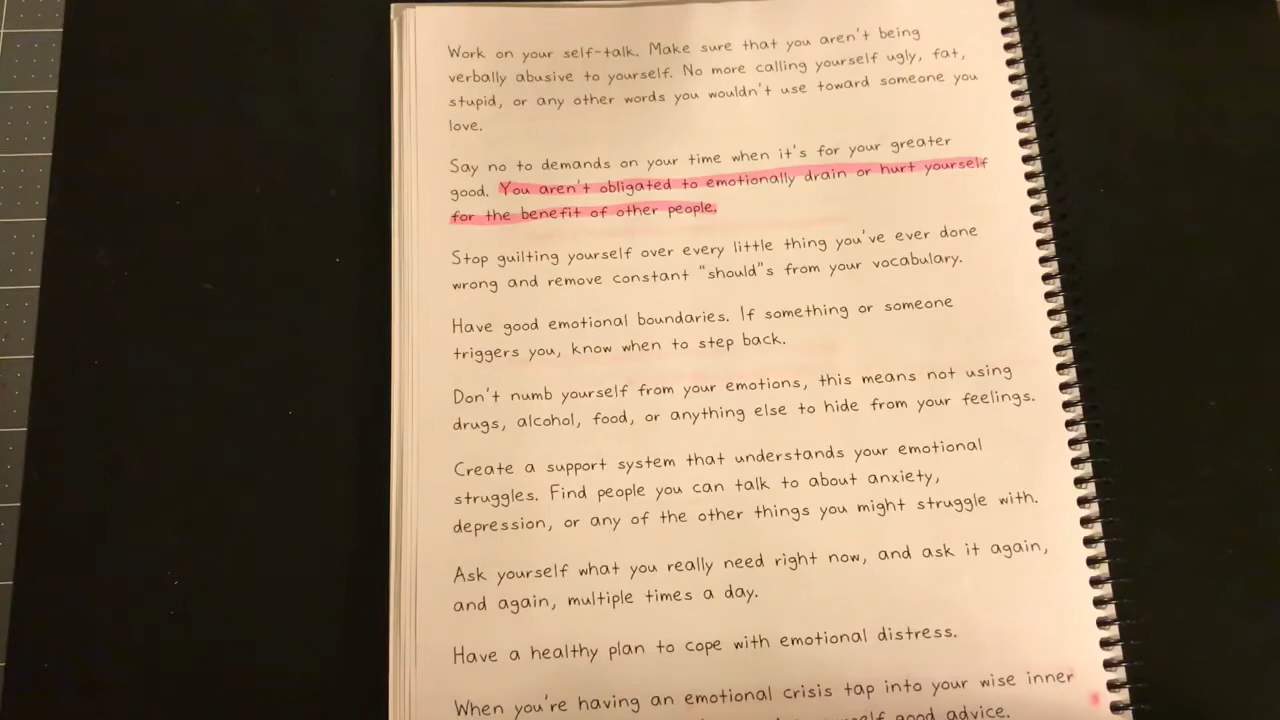 Work on your self-talk. Make sure that you aren't being
verbally abusive to yourself. No more calling yourself ugly, fat,
stupid, or any other words you wouldn't use toward someone you
love.
Say no to demands on your time when it's for your greater
good. You aren't obligated to emotionally drain or hurt yourself
for the benefit of other people.
Stop guilting yourself over every little thing you've ever done
wrong and remove constant "should"s from your vocabulary.
Have good emotional boundaries. If something or someone
triggers you, know when to step back.
Don't numb yourself from your emotions, this means not using
drugs, alcohol, food, or anything else to hide from your feelings.
Create a support system that understands your emotional
struggles. Find people you can talk to about anxiety,
depression, or any of the other things you might struggle with.
Ask yourself what you really need right now, and ask it again,
and again, multiple times a day.
Have a healthy plan to cope with emotional distress.
When you're having an emotional crisis tap into your wise inner
good advice.